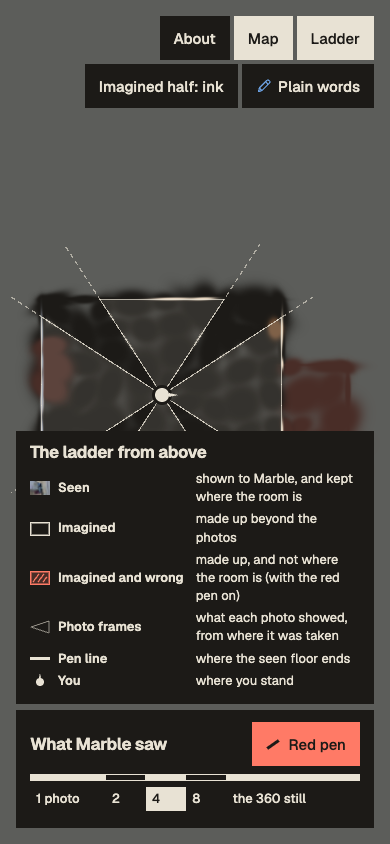 About
Map
Ladder
Imagined half: ink
Plain words
The ladder from above
Seen
shown to Marble, and kept
where the room is
Imagined
made up beyond the
photos
Imagined and wrong
made up, and not where
the room is (with the red
pen on)
Photo frames
what each photo showed,
from where it was taken
Pen line
where the seen floor ends
You
where you stand
What Marble saw
Red pen
1 photo
2
4
8
the 360 still